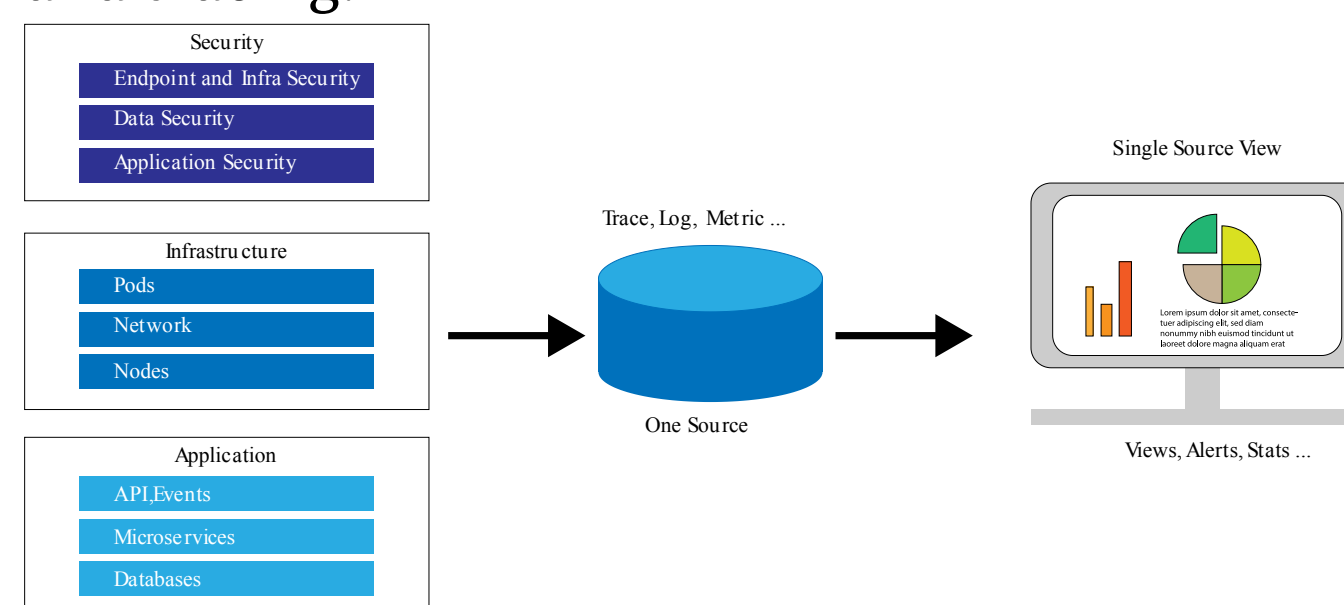 Security
Endpoint and Infra Security
Data Security
Application Security
Infrastructure
Pods
Network
Nodes
Application
API,Events
Microservices
Databases
Trace, Log, Metric ...
One Source
Single Source View
Lorem ipsum dolor sit amet, consecte-
tuer adipiscing elit, sed diam
nonummy nibh euismod tincidunt ut
laoreet dolore magna aliquam erat
Views, Alerts, Stats ...